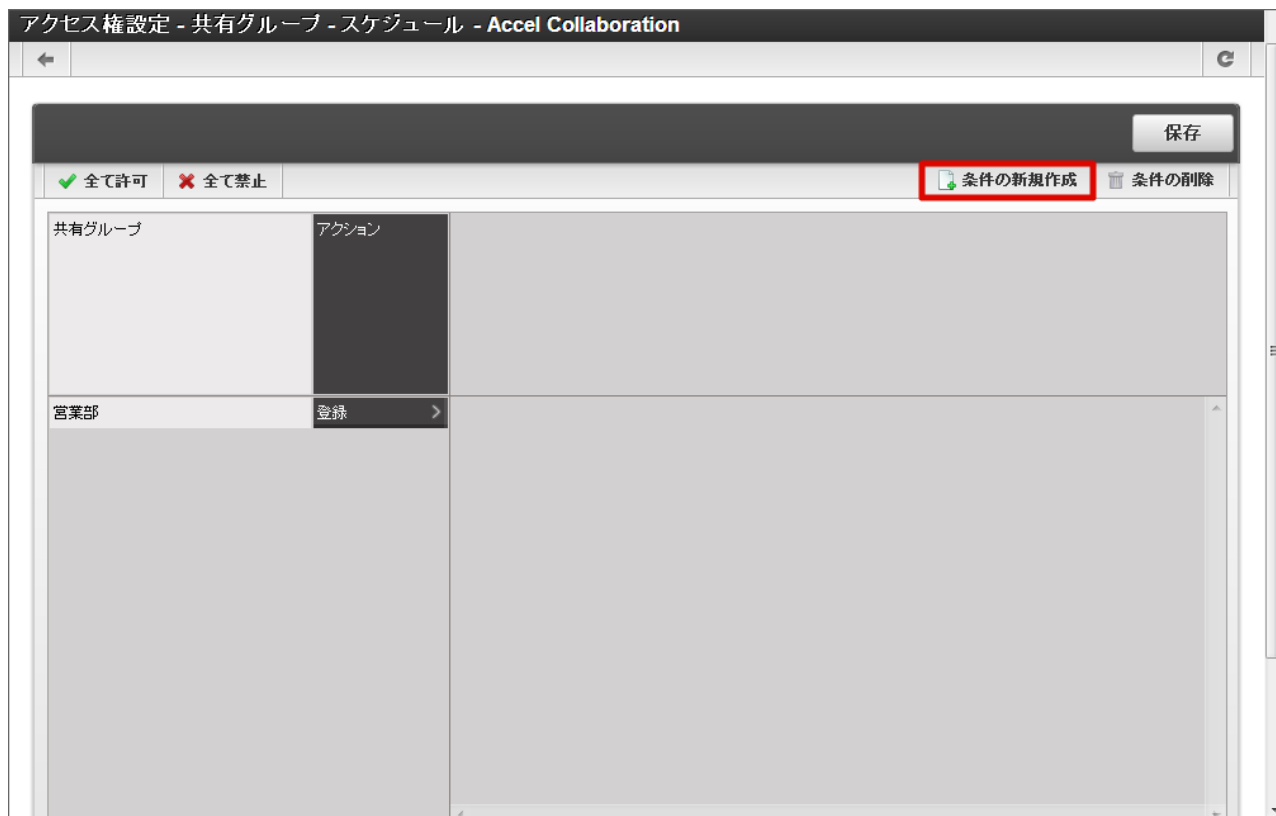 アクセス権設定 - 共有グループ - スケジュール - Accel Collaboration
保存
全て許可 全て禁止 条件の新規作成 条件の削除
共有グループ アクション
営業部 登録